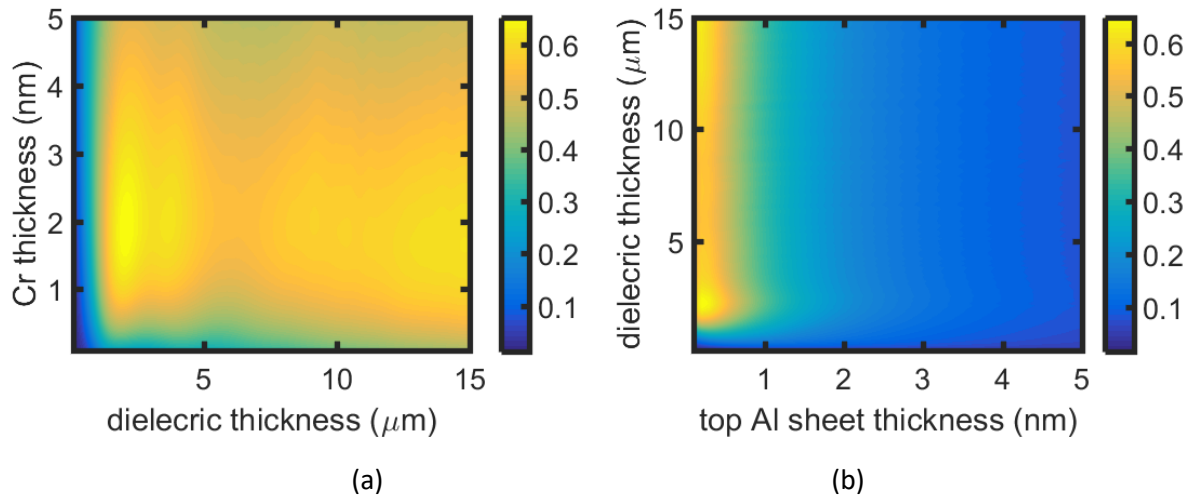 5
4
3
2
1
Cr thickness (nm)
5 10 15
dielecric thickness (μm)
0.6
0.5
0.4
0.3
0.2
0.1
(a)
15
10
5
dielecric thickness (μm)
1 2 3 4 5
top Al sheet thickness (nm)
0.6
0.5
0.4
0.3
0.2
0.1
(b)